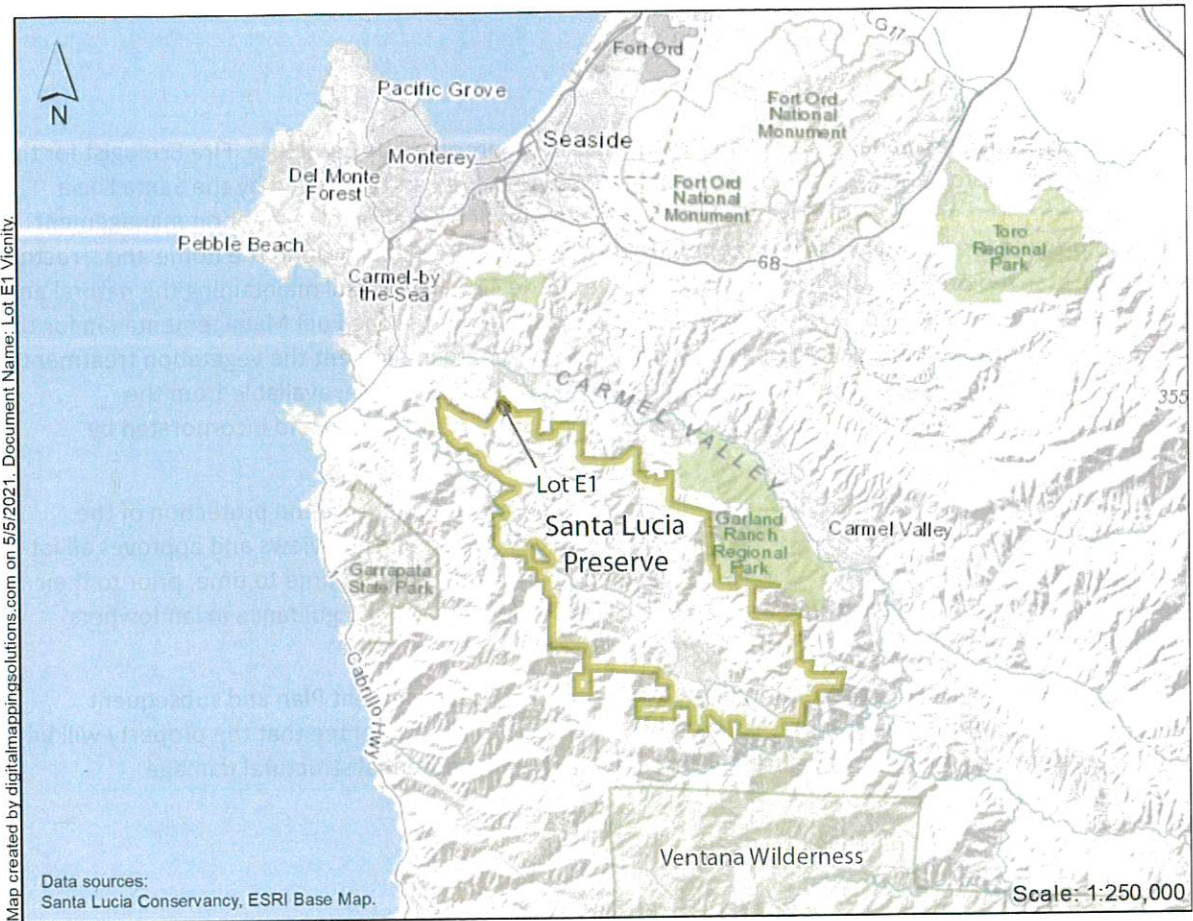 N
Fort Ord
G17
Pacific Grove
Fort Ord
National
Monument
Seaside
Monterey
Del Monte
Forest
Fort Ord
National
Monument
Toro
Regional
Park
Pebble Beach
68
Carmel-by
the-Sea
CARMEL VALLEY
355
Lot E1
Santa Lucia
Preserve
Garland
Ranch
Regional
Park
Carmel Valley
Garrapata
State Park
Cabrillo Hwy
Ventana Wilderness
Data sources:
Santa Lucia Conservancy, ESRI Base Map.
Scale: 1:250,000
Map created by digitalmappingsolutions.com on 5/5/2021. Document Name: Lot E1 Vicnity.